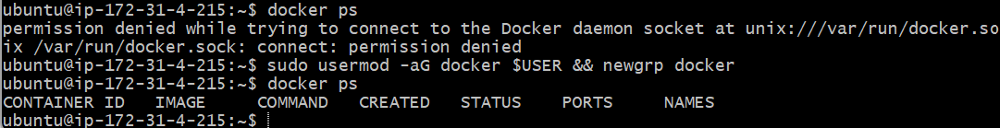 ubuntu@ip-172-31-4-215:~$ docker ps
permission denied while trying to connect to the Docker daemon socket at unix:///var/run/docker.so
ix /var/run/docker.sock: connect: permission denied
ubuntu@ip-172-31-4-215:~$ sudo usermod -aG docker $USER && newgrp docker
ubuntu@ip-172-31-4-215:~$ docker ps
CONTAINER ID   IMAGE     COMMAND   CREATED   STATUS    PORTS     NAMES
ubuntu@ip-172-31-4-215:~$